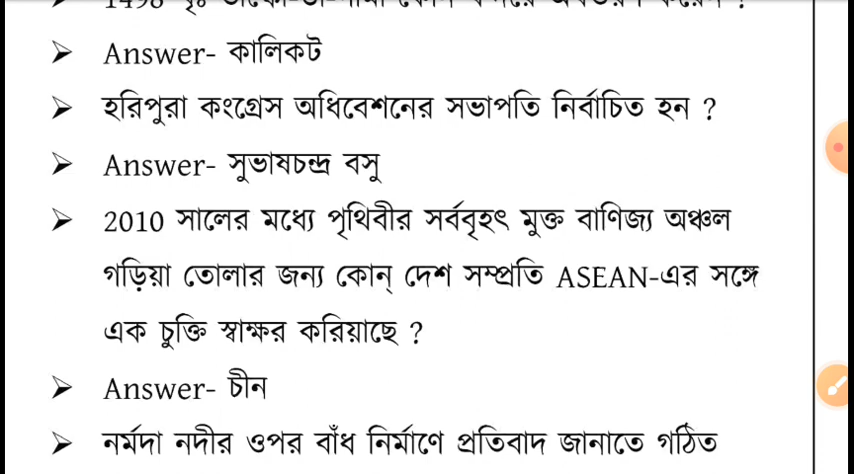 ➢ Answer- কালিকট
➢ হরিপুরা কংগ্রেস অধিবেশনের সভাপতি নির্বাচিত হন ?
➢ Answer- সুভাষচন্দ্র বসু
➢ 2010 সালের মধ্যে পৃথিবীর সর্ববৃহৎ মুক্ত বাণিজ্য অঞ্চল
গড়িয়া তোলার জন্য কোন্ দেশ সম্প্রতি ASEAN-এর সঙ্গে
এক চুক্তি স্বাক্ষর করিয়াছে ?
➢ Answer- চীন
➢ নর্মদা নদীর ওপর বাঁধ নির্মাণে প্রতিবাদ জানাতে গঠিত